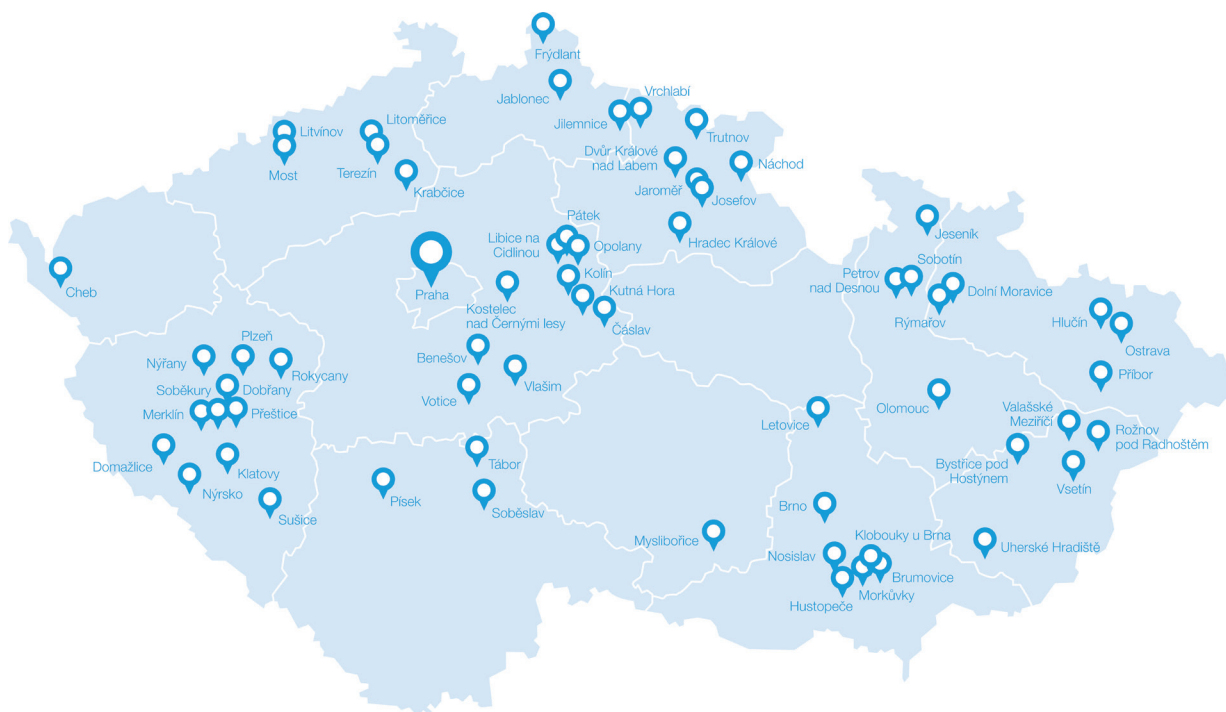 Frýdlant
Jablonec
Vrchlabí
Jilemnice
Trutnov
Litvínov
Litoměřice
Most
Terezín
Krabčice
Dvůr Králové
nad Labem
Náchod
Jaroměř
Josefov
Hradec Králové
Pátek
Libice na
Cidlinou
Opolany
Jeseník
Cheb
Praha
Kolín
Kutná Hora
Kostelec
nad Černými lesy
Čáslav
Sobotín
Petrov
nad Desnou
Dolní Moravice
Rýmařov
Hlučín
Ostrava
Příbor
Plzeň
Nýřany
Rokycany
Benešov
Vlašim
Votice
Soběkury
Dobřany
Merklín
Přeštice
Letovice
Olomouc
Valašské
Meziříčí
Rožnov
pod Radhoštěm
Domažlice
Klatovy
Nýrsko
Sušice
Tábor
Písek
Soběslav
Bystřice pod
Hostýnem
Vsetín
Brno
Myslibořice
Klobouky u Brna
Nosislav
Brumovice
Morkůvky
Hustopeče
Uherské Hradiště